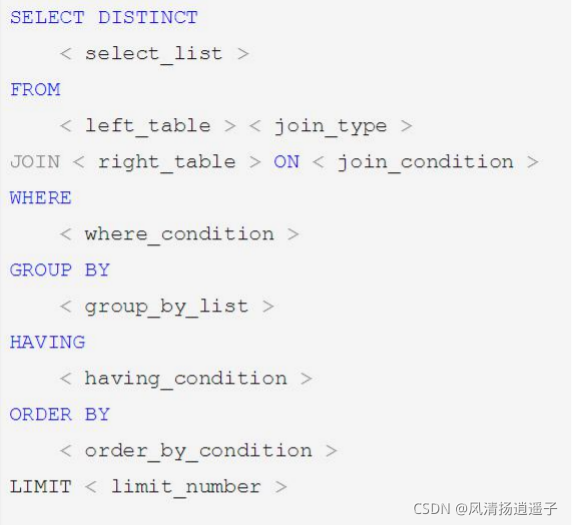 SELECT DISTINCT
< select_list >
FROM
< left_table > < join_type >
JOIN < right_table > ON < join_condition >
WHERE
< where_condition >
GROUP BY
< group_by_list >
HAVING
< having_condition >
ORDER BY
< order_by_condition >
LIMIT < limit_number >
CSDN @风清扬逍遥子